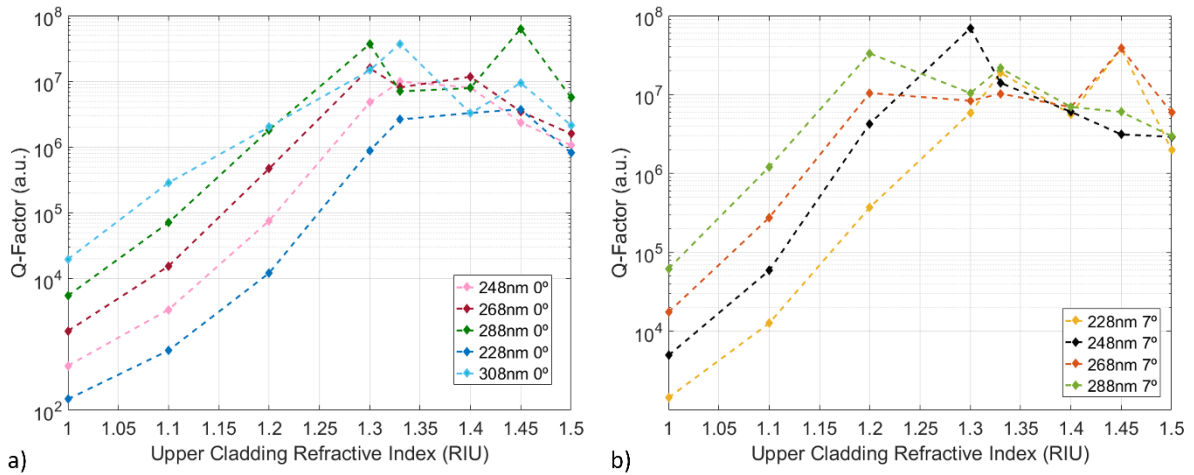 10^8
10^7
10^6
10^5
10^4
10^2
Q-Factor (a.u.)
248nm 0º
268nm 0º
288nm 0º
228nm 0º
308nm 0º
1 1.05 1.1 1.15 1.2 1.25 1.3 1.35 1.4 1.45 1.5
Upper Cladding Refractive Index (RIU)
a)
10^8
10^7
10^6
10^5
10^4
Q-Factor (a.u.)
228nm 7º
248nm 7º
268nm 7º
288nm 7º
1 1.05 1.1 1.15 1.2 1.25 1.3 1.35 1.4 1.45 1.5
Upper Cladding Refractive Index (RIU)
b)